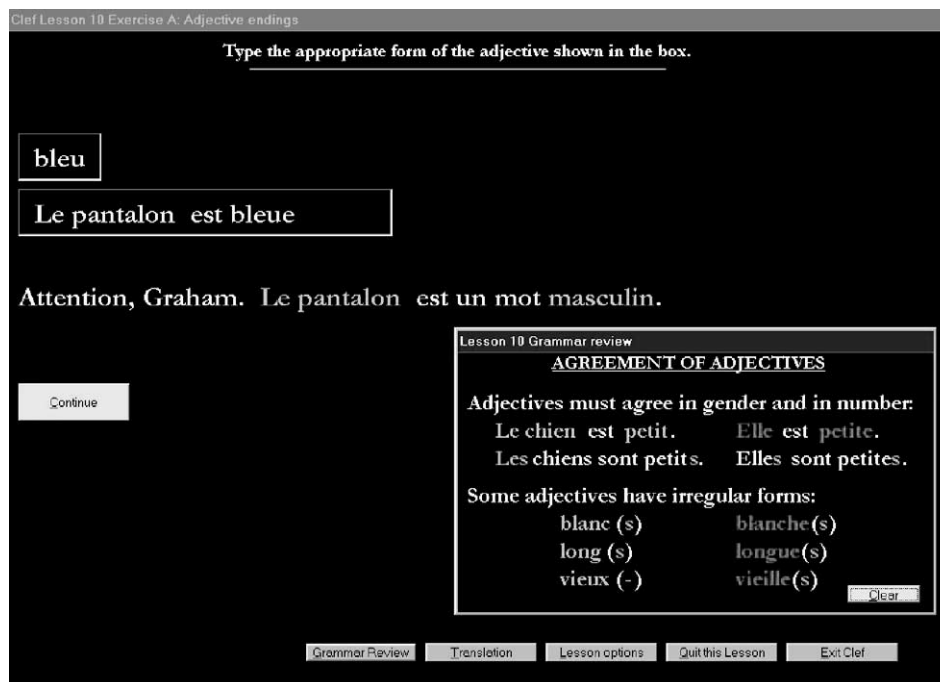 Clef Lesson 10 Exercise A: Adjective endings
Type the appropriate form of the adjective shown in the box.
bleu
Le pantalon est bleue
Attention, Graham. Le pantalon est un mot masculin.
Continue
Lesson 10 Grammar review
AGREEMENT OF ADJECTIVES
Adjectives must agree in gender and in number:
Le chien est petit. Elle est petite.
Les chiens sont petits. Elles sont petites.
Some adjectives have irregular forms:
blanc (s) blanche(s)
long (s) longue(s)
vieux (-) vieille(s)
Clear
Grammar Review Translation Lesson options Quit this Lesson Exit Clef